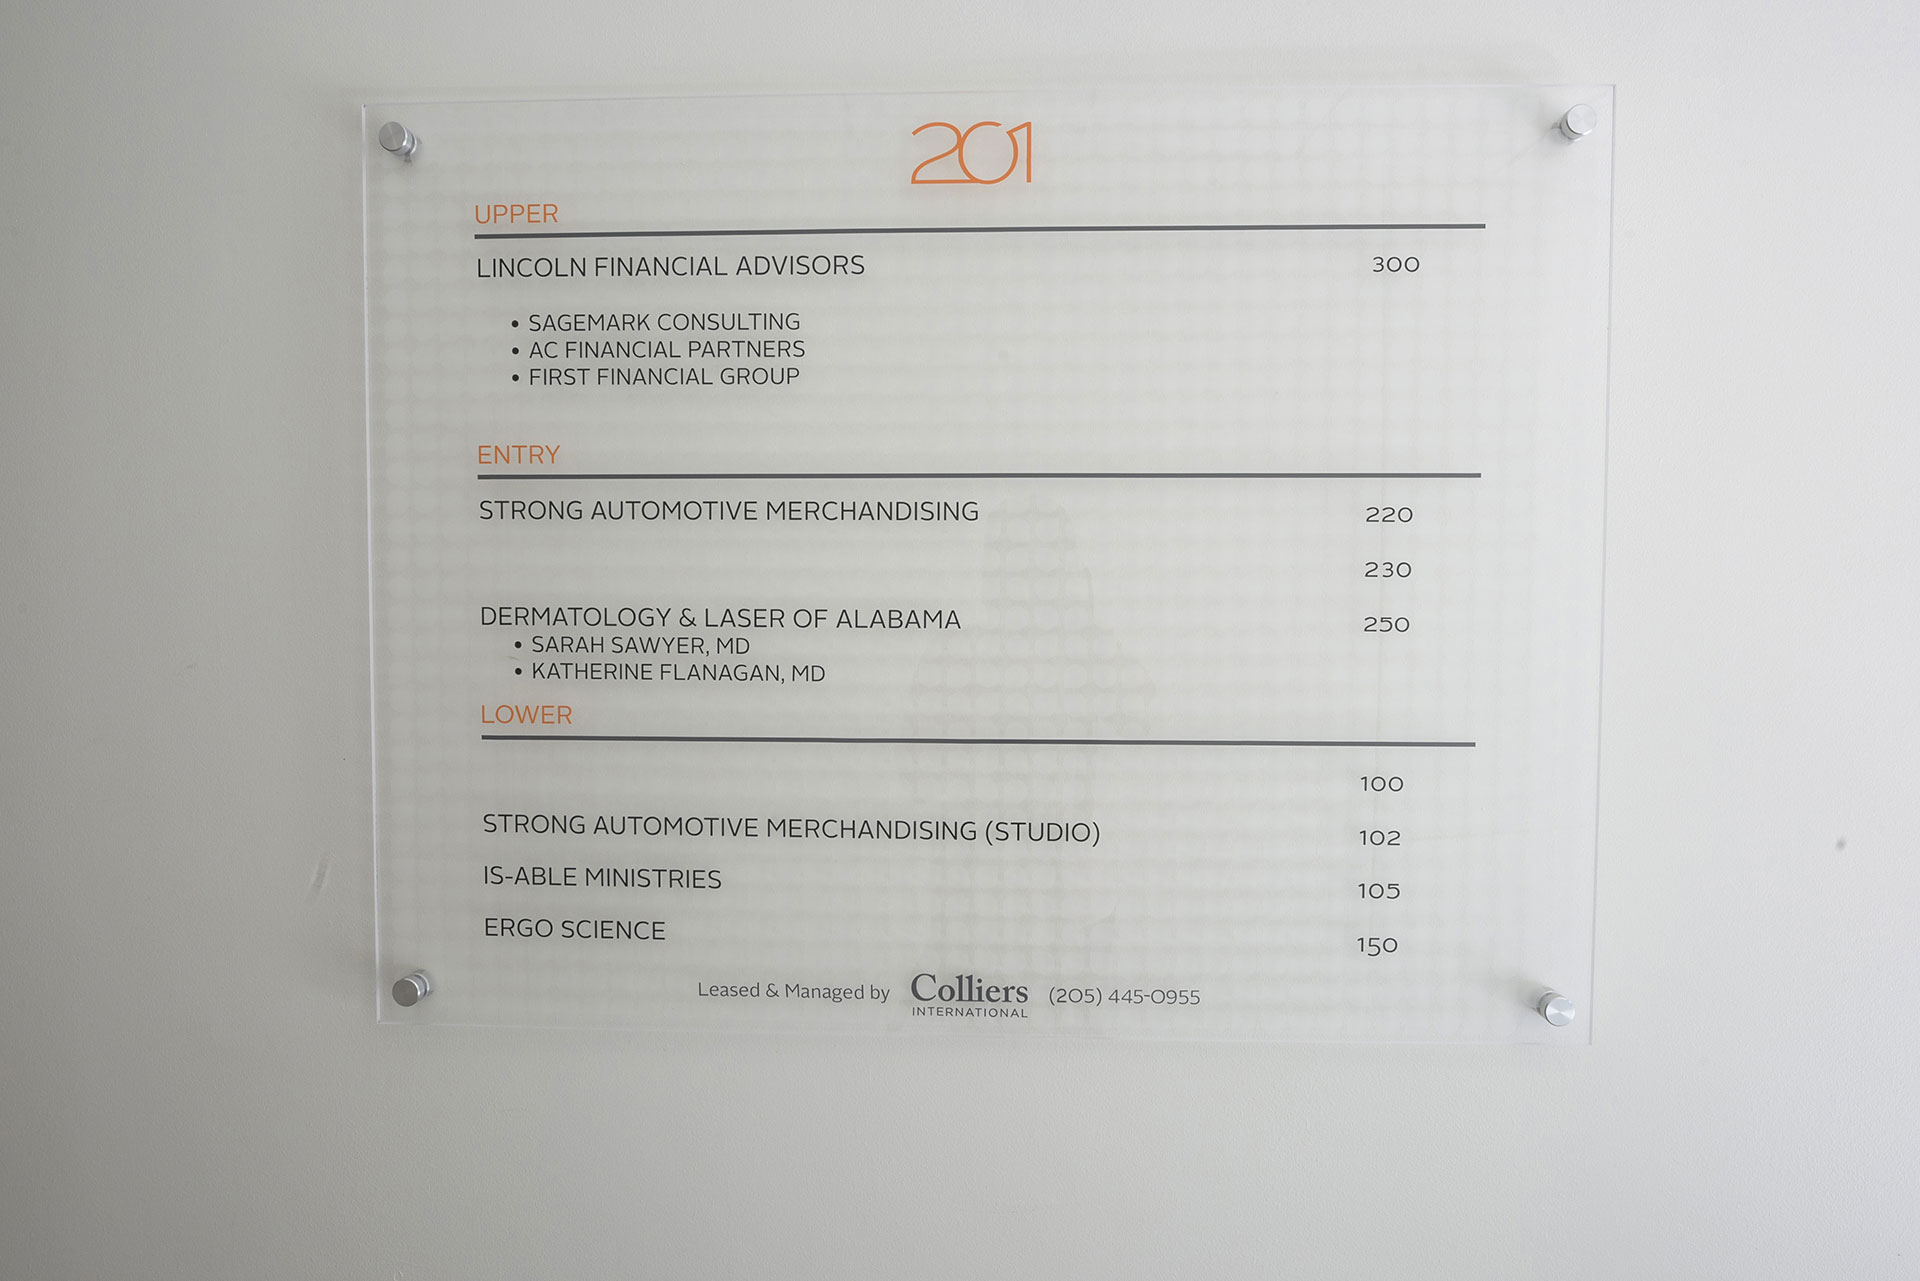 201
UPPER
LINCOLN FINANCIAL ADVISORS 300
• SAGEMARK CONSULTING
• AC FINANCIAL PARTNERS
• FIRST FINANCIAL GROUP
ENTRY
STRONG AUTOMOTIVE MERCHANDISING 220
230
DERMATOLOGY & LASER OF ALABAMA 250
• SARAH SAWYER, MD
• KATHERINE FLANAGAN, MD
LOWER
100
STRONG AUTOMOTIVE MERCHANDISING (STUDIO) 102
IS-ABLE MINISTRIES 105
ERGO SCIENCE 150
Leased & Managed by Colliers (205) 445-0955
INTERNATIONAL